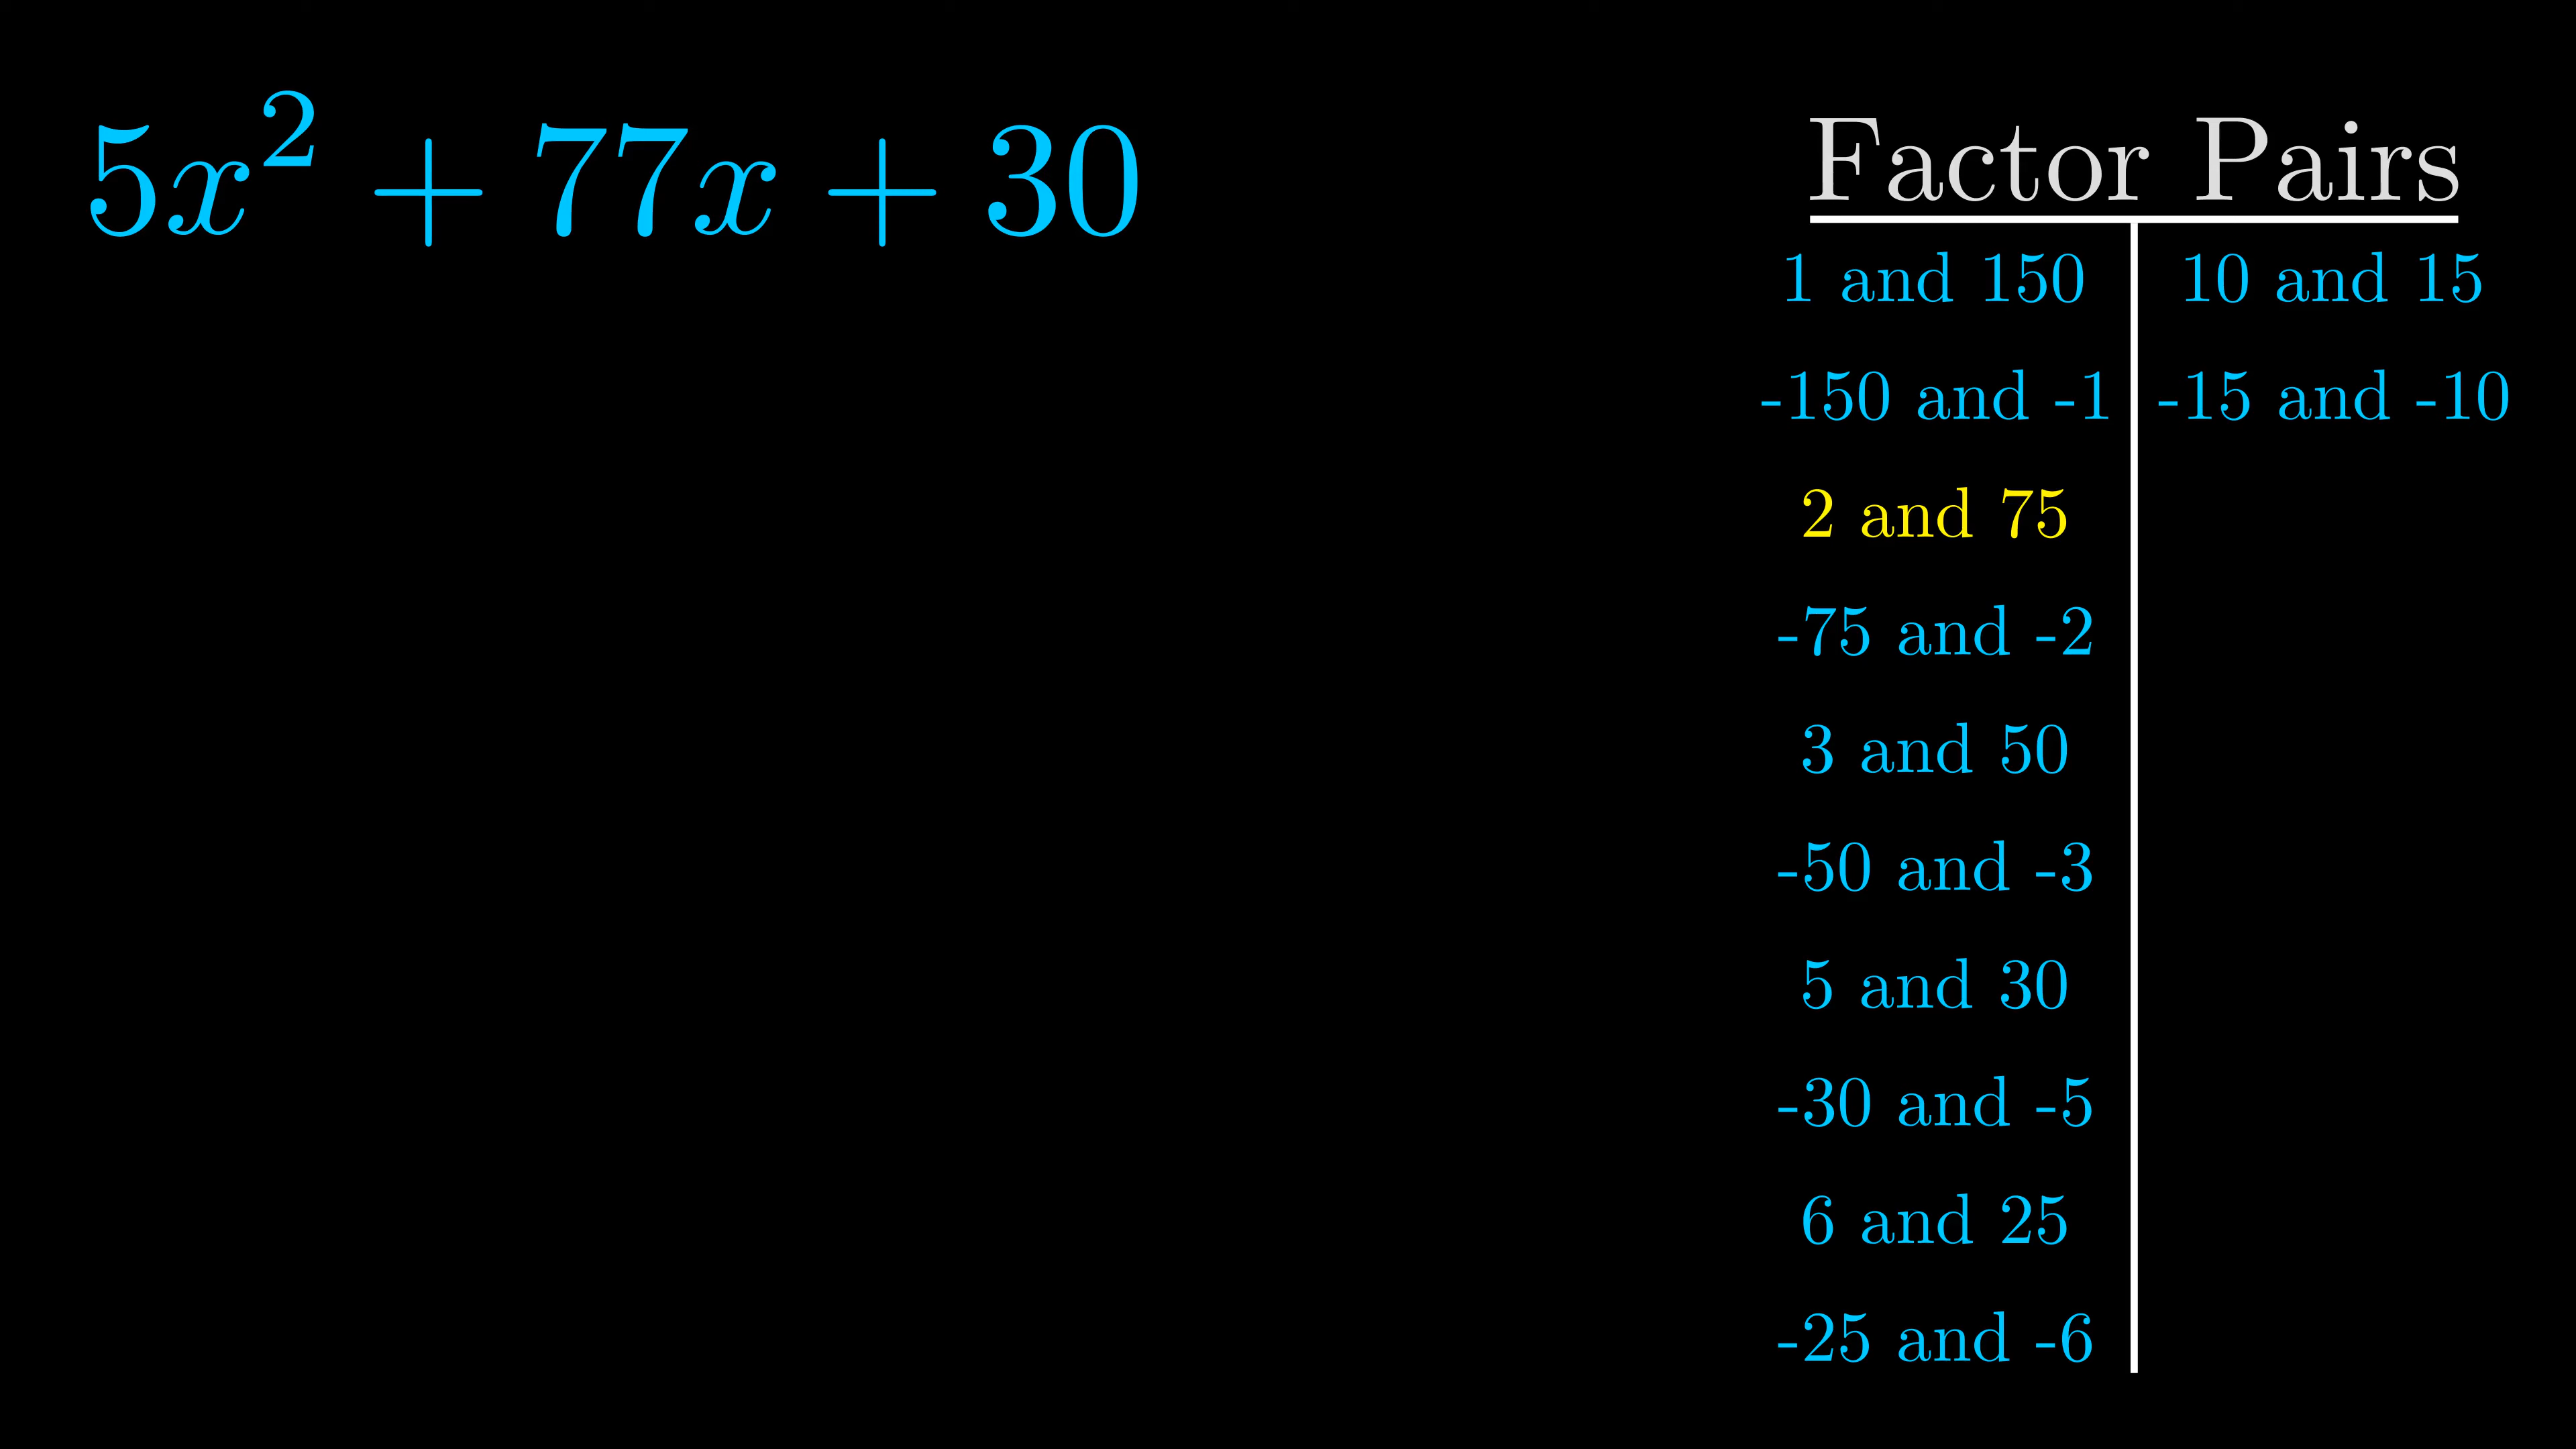 5x² + 77x + 30
Factor Pairs
1 and 150
-150 and -1
2 and 75
-75 and -2
3 and 50
-50 and -3
5 and 30
-30 and -5
6 and 25
-25 and -6
10 and 15
-15 and -10